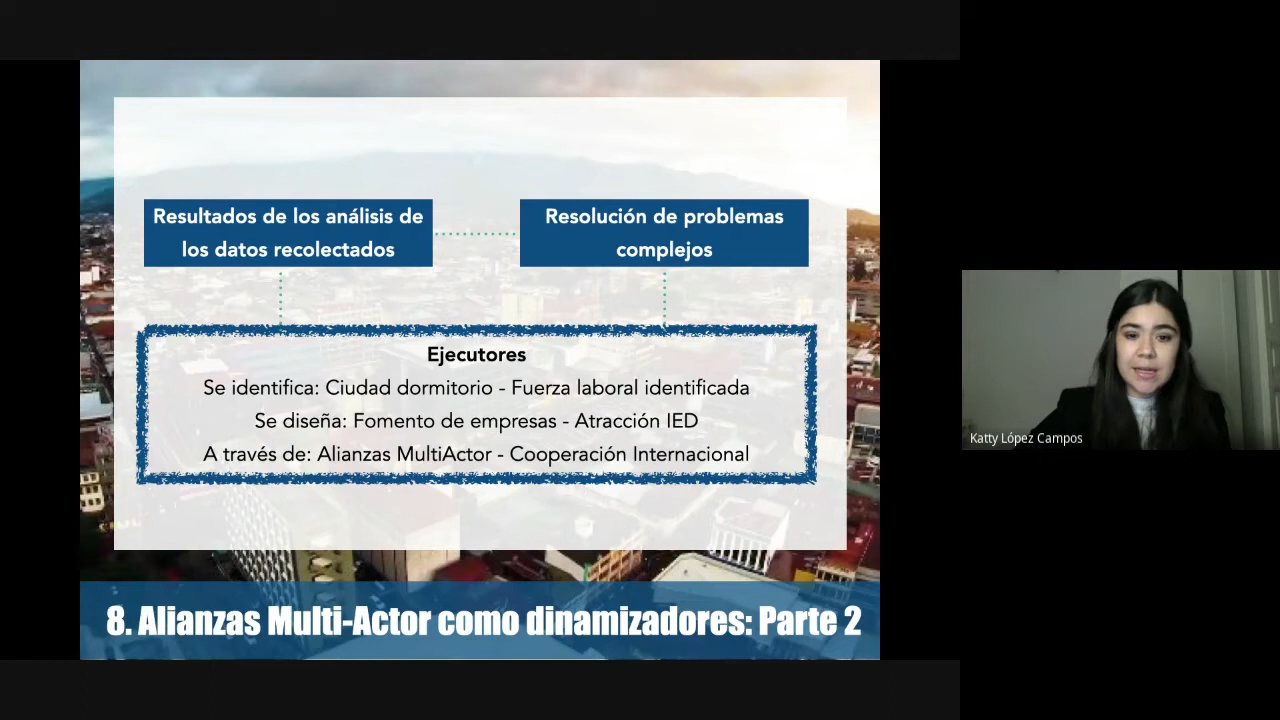 Resultados de los análisis de
los datos recolectados
Resolución de problemas
complejos
Ejecutores
Se identifica: Ciudad dormitorio - Fuerza laboral identificada
Se diseña: Fomento de empresas - Atracción IED
A través de: Alianzas MultiActor - Cooperación Internacional
8. Alianzas Multi-Actor como dinamizadores: Parte 2
Katty López Campos